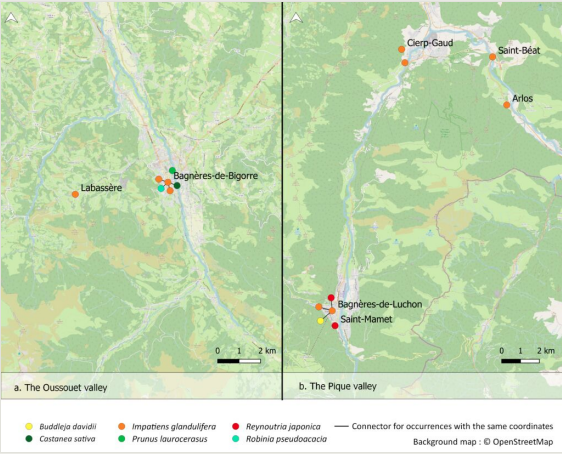 Cierp-Gaud
Saint-Béat
Arlos
Bagnères-de-Bigorre
Labassère
Bagnères-de-Luchon
Saint-Mamet
0 1 2 km
0 1 2 km
a. The Oussouet valley
b. The Pique valley
Buddleja davidii
Impatiens glandulifera
Reynoutria japonica
Connector for occurrences with the same coordinates
Castanea sativa
Prunus laurocerasus
Robinia pseudoacacia
Background map : © OpenStreetMap